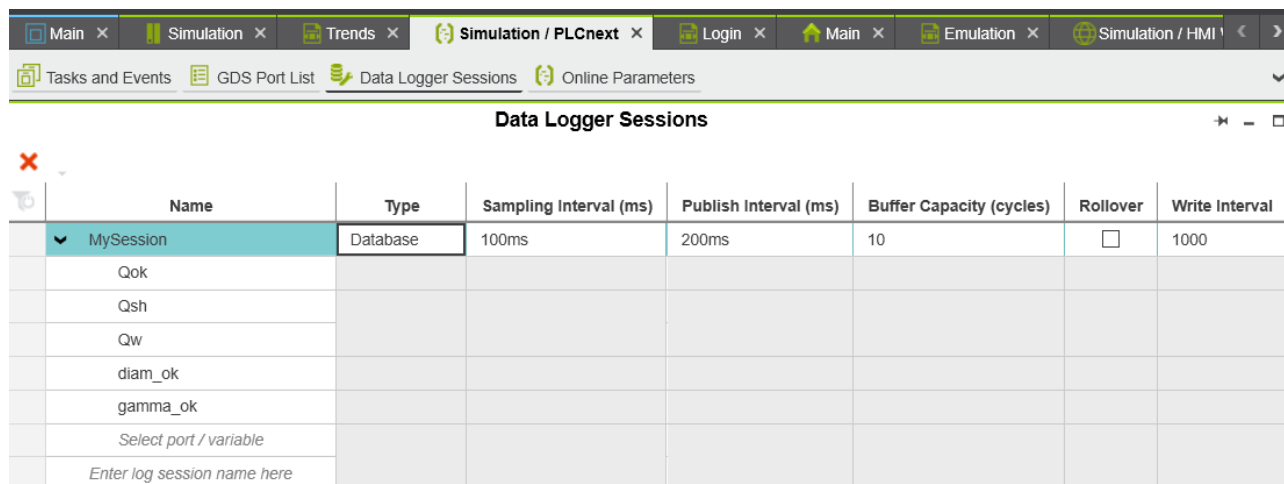 Main Simulation Trends Simulation / PLCnext Login Main Emulation Simulation / HMI
Tasks and Events GDS Port List Data Logger Sessions Online Parameters
Data Logger Sessions
Name Type Sampling Interval (ms) Publish Interval (ms) Buffer Capacity (cycles) Rollover Write Interval
MySession Database 100ms 200ms 10 1000
Qok
Qsh
Qw
diam_ok
gamma_ok
Select port / variable
Enter log session name here